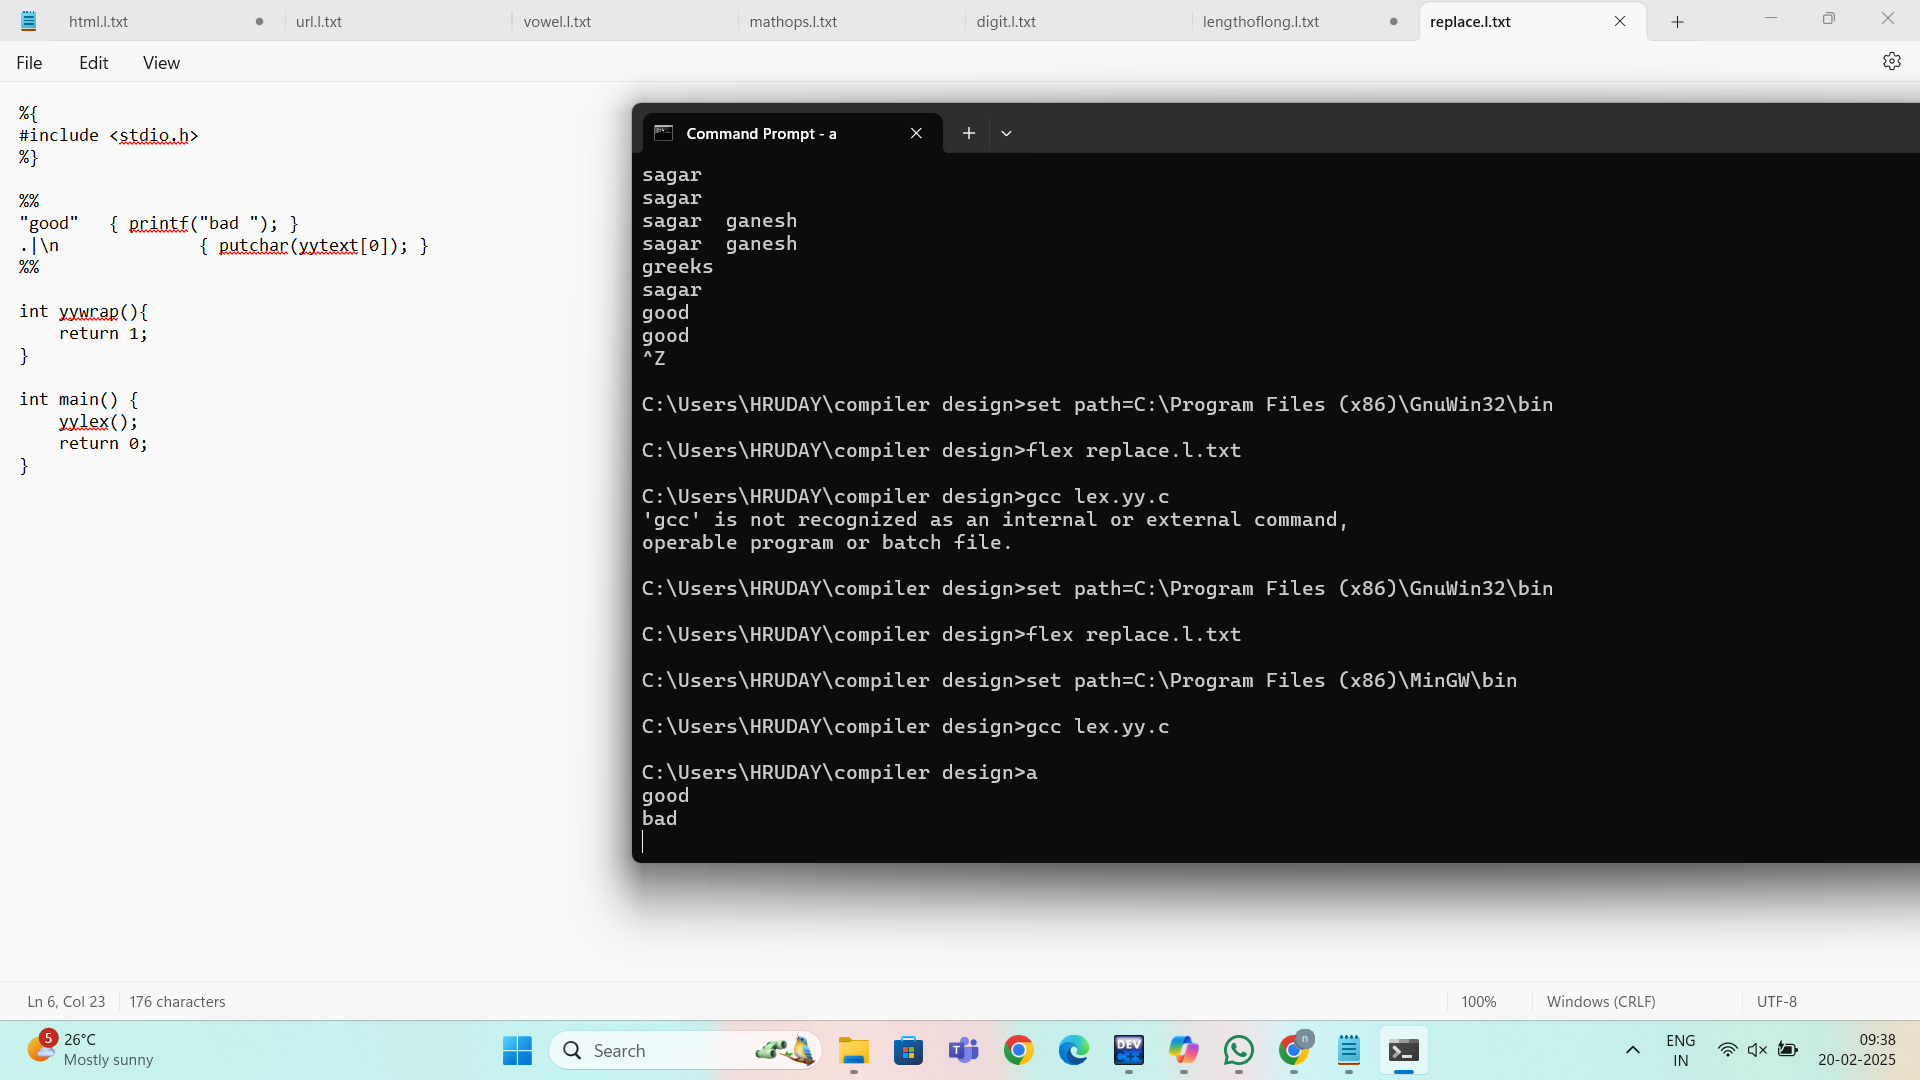 html.l.txt
url.l.txt
vowel.l.txt
mathops.l.txt
digit.l.txt
lengthoflong.l.txt
replace.l.txt
File
Edit
View
%{
#include <stdio.h>
%}
%%
"good"   { printf("bad "); }
.|\n              { putchar(yytext[0]); }
%%
int yywrap(){
    return 1;
}
int main() {
    yylex();
    return 0;
}
Command Prompt - a
sagar
sagar
sagar  ganesh
sagar  ganesh
greeks
sagar
good
good
^Z
C:\Users\HRUDAY\compiler design>set path=C:\Program Files (x86)\GnuWin32\bin
C:\Users\HRUDAY\compiler design>flex replace.l.txt
C:\Users\HRUDAY\compiler design>gcc lex.yy.c
'gcc' is not recognized as an internal or external command,
operable program or batch file.
C:\Users\HRUDAY\compiler design>set path=C:\Program Files (x86)\GnuWin32\bin
C:\Users\HRUDAY\compiler design>flex replace.l.txt
C:\Users\HRUDAY\compiler design>set path=C:\Program Files (x86)\MinGW\bin
C:\Users\HRUDAY\compiler design>gcc lex.yy.c
C:\Users\HRUDAY\compiler design>a
good
bad
Ln 6, Col 23
176 characters
100%
Windows (CRLF)
UTF-8
5
26°C
Mostly sunny
Search
DEV
n
ENG
IN
09:38
20-02-2025